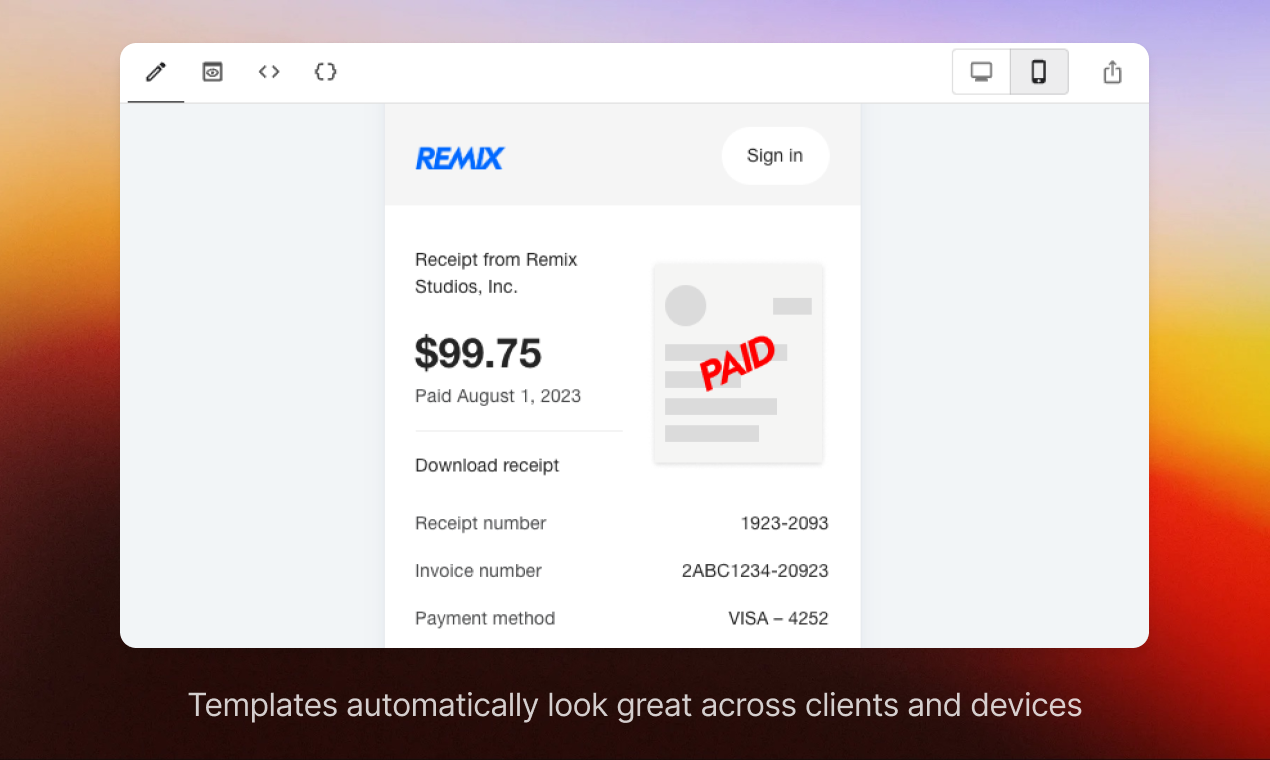 REMIX
Sign in
Receipt from Remix
Studios, Inc.
$99.75
Paid August 1, 2023
PAID
Download receipt
Receipt number 1923-2093
Invoice number 2ABC1234-20923
Payment method VISA – 4252
Templates automatically look great across clients and devices